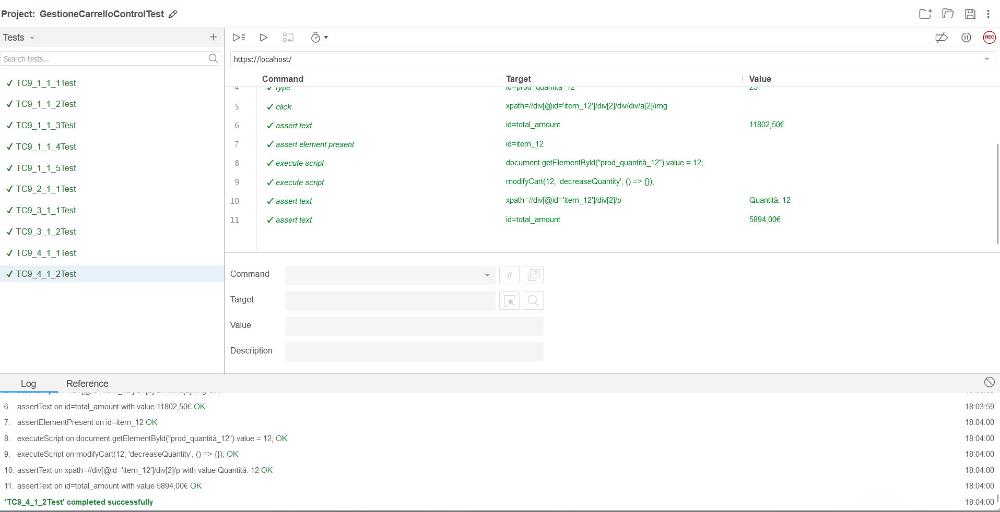 Project: GestioneCarrelloControlTest
Tests
Search tests...
REC
https://localhost/
Command Target Value
✓ TC9_1_1_1Test
✓ TC9_1_1_2Test
✓ TC9_1_1_3Test
✓ TC9_1_1_4Test
✓ TC9_1_1_5Test
✓ TC9_2_1_1Test
✓ TC9_3_1_1Test
✓ TC9_3_1_2Test
✓ TC9_4_1_1Test
✓ TC9_4_1_2Test
4 ✓ type id=prod_quantità_12 25
5 ✓ click xpath=//div[@id='item_12']/div[2]/div/div/a[2]/img
6 ✓ assert text id=total_amount 11802,50€
7 ✓ assert element present id=item_12
8 ✓ execute script document.getElementById("prod_quantità_12").value = 12;
9 ✓ execute script modifyCart(12, 'decreaseQuantity', () => {});
10 ✓ assert text xpath=//div[@id='item_12']/div[2]/p Quantità: 12
11 ✓ assert text id=total_amount 5894,00€
Command //
Target
Value
Description
Log Reference
6. assertText on id=total_amount with value 11802,50€ OK 18:03:59
7. assertElementPresent on id=item_12 OK 18:04:00
8. executeScript on document.getElementById("prod_quantità_12").value = 12; OK 18:04:00
9. executeScript on modifyCart(12, 'decreaseQuantity', () => {}); OK 18:04:00
10. assertText on xpath=//div[@id='item_12']/div[2]/p with value Quantità: 12 OK 18:04:00
11. assertText on id=total_amount with value 5894,00€ OK 18:04:00
'TC9_4_1_2Test' completed successfully 18:04:00